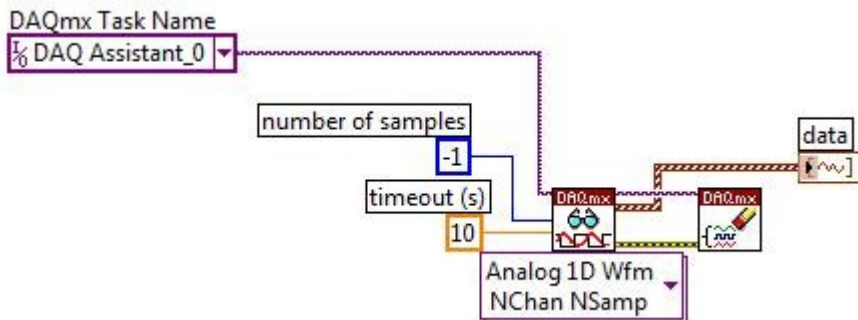 DAQmx Task Name
I/O DAQ Assistant_0
number of samples
-1
data
timeout (s)
10
DAQmx
DAQmx
Analog 1D Wfm
NChan NSamp